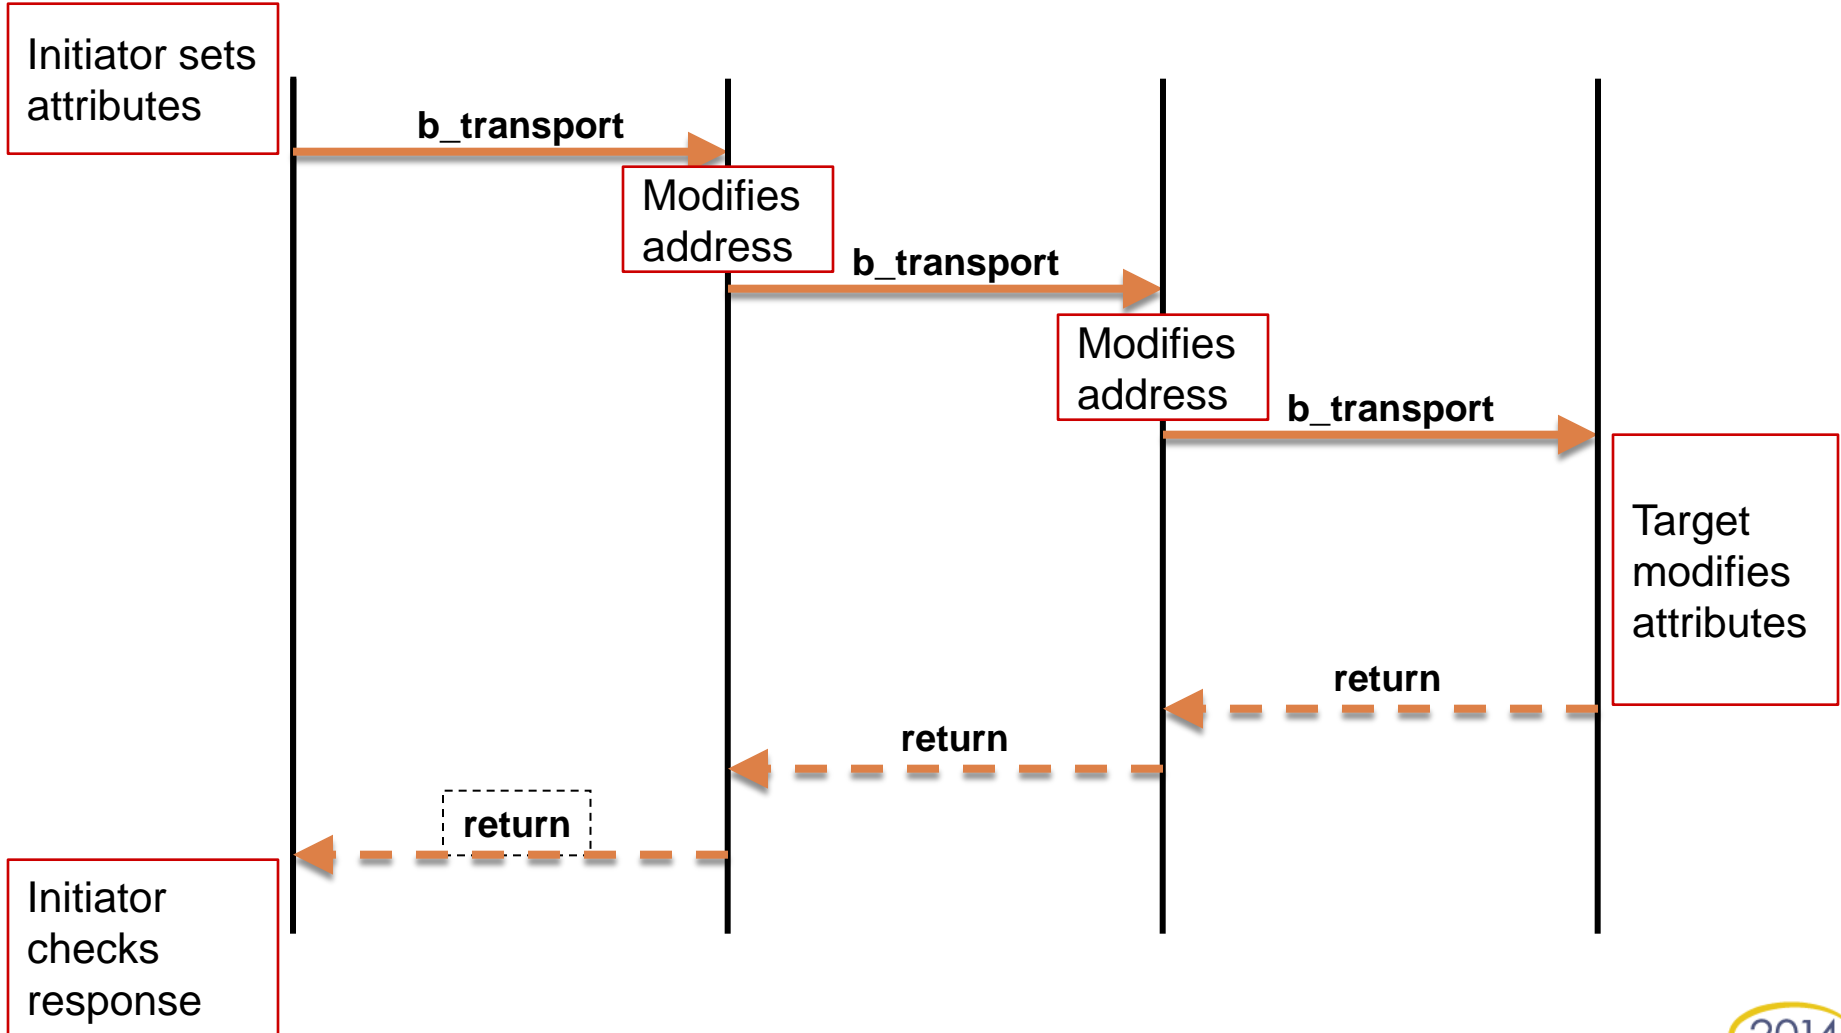 Initiator sets
attributes
b_transport
Modifies
address
b_transport
Modifies
address
b_transport
Target
modifies
attributes
return
return
return
Initiator
checks
response
2014